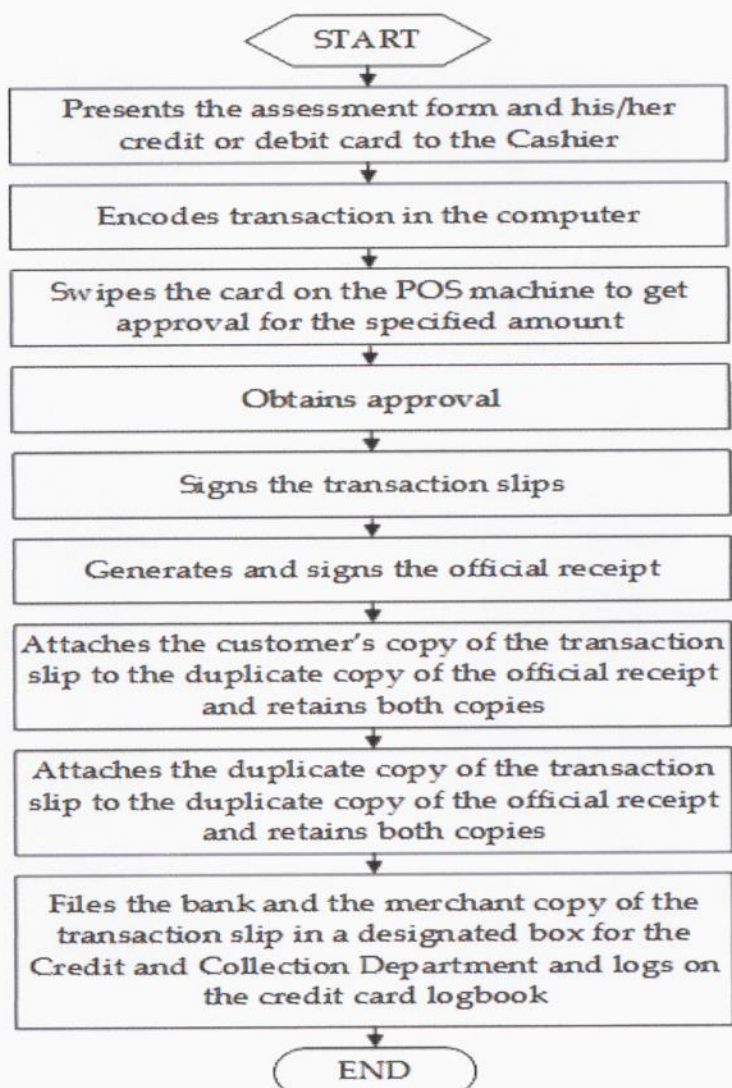 START
Presents the assessment form and his/her
credit or debit card to the Cashier
Encodes transaction in the computer
Swipes the card on the POS machine to get
approval for the specified amount
Obtains approval
Signs the transaction slips
Generates and signs the official receipt
Attaches the customer's copy of the transaction
slip to the duplicate copy of the official receipt
and retains both copies
Attaches the duplicate copy of the transaction
slip to the duplicate copy of the official receipt
and retains both copies
Files the bank and the merchant copy of the
transaction slip in a designated box for the
Credit and Collection Department and logs on
the credit card logbook
END